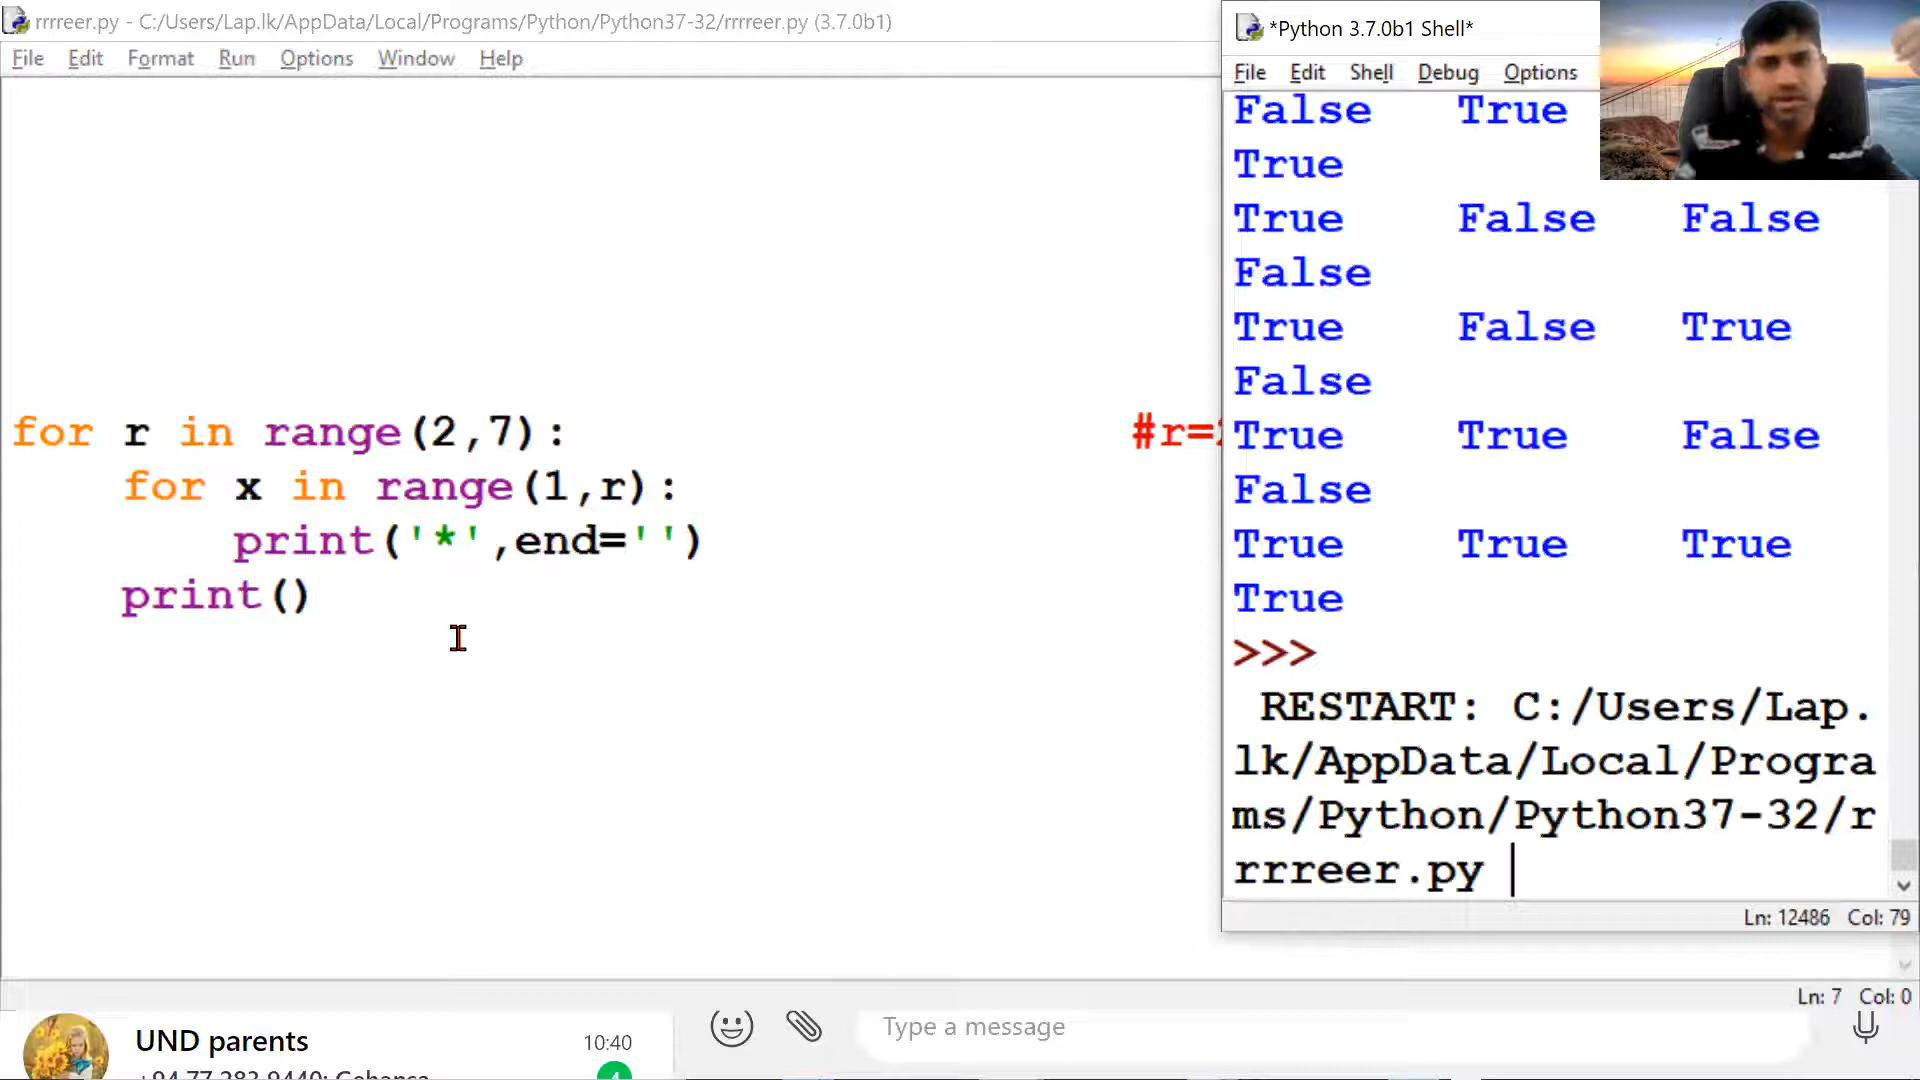 rrrreer.py - C:/Users/Lap.lk/AppData/Local/Programs/Python/Python37-32/rrrreer.py (3.7.0b1)
File Edit Format Run Options Window Help
for r in range(2,7):
    for x in range(1,r):
        print('*',end='')
    print()
#r=
*Python 3.7.0b1 Shell*
File Edit Shell Debug Options
False True
True
True False False
False
True False True
False
True True False
False
True True True
True
>>>
RESTART: C:/Users/Lap.
lk/AppData/Local/Progra
ms/Python/Python37-32/r
rrreer.py
Ln: 12486 Col: 79
Ln: 7 Col: 0
UND parents 10:40
Type a message